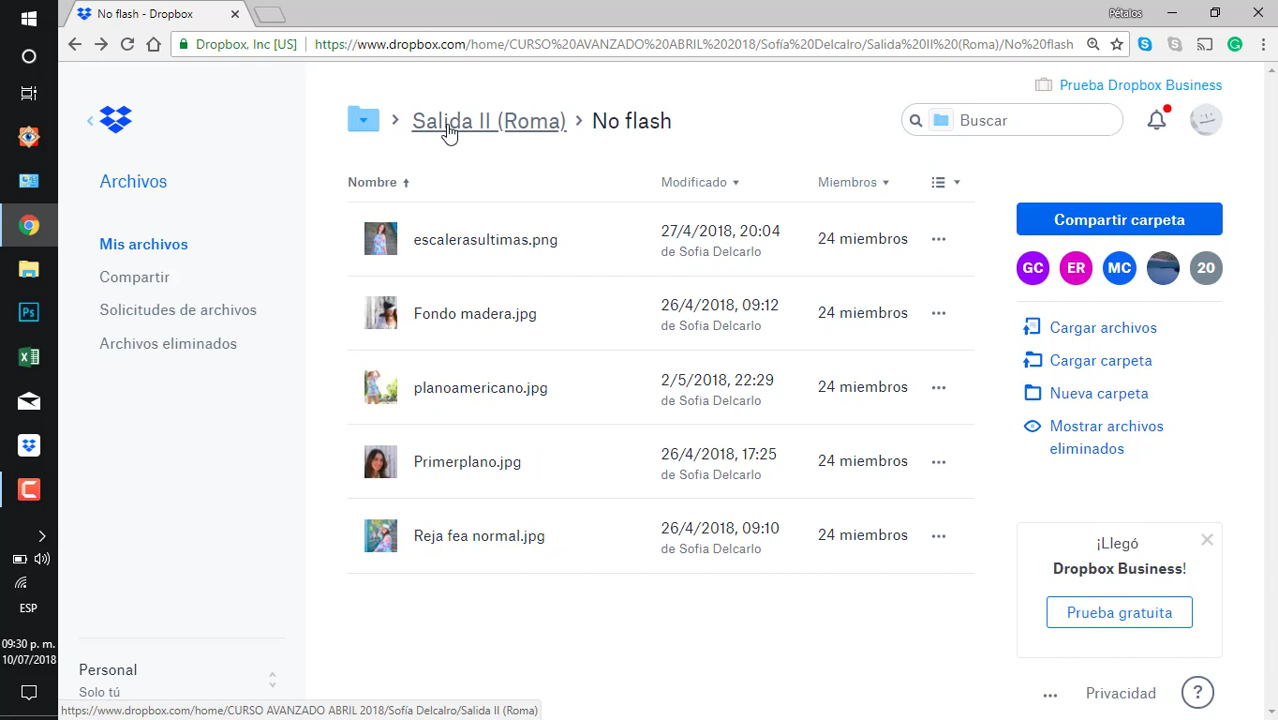 No flash - Dropbox
Pétalos
Dropbox, Inc [US]
https://www.dropbox.com/home/CURSO%20AVANZADO%20ABRIL%202018/Sofía%20Delcalro/Salida%20II%20(Roma)/No%20flash
Prueba Dropbox Business
Salida II (Roma) > No flash
Buscar
Archivos
Mis archivos
Compartir
Solicitudes de archivos
Archivos eliminados
Nombre
Modificado
Miembros
escalerasultimas.png
27/4/2018, 20:04
de Sofia Delcarlo
24 miembros
Fondo madera.jpg
26/4/2018, 09:12
de Sofia Delcarlo
24 miembros
planoamericano.jpg
2/5/2018, 22:29
de Sofia Delcarlo
24 miembros
Primerplano.jpg
26/4/2018, 17:25
de Sofia Delcarlo
24 miembros
Reja fea normal.jpg
26/4/2018, 09:10
de Sofia Delcarlo
24 miembros
Compartir carpeta
GC
ER
MC
20
Cargar archivos
Cargar carpeta
Nueva carpeta
Mostrar archivos
eliminados
¡Llegó
Dropbox Business!
Prueba gratuita
Privacidad
?
Personal
Solo tú
Ps
ESP
09:30 p. m.
10/07/2018
https://www.dropbox.com/home/CURSO AVANZADO ABRIL 2018/Sofía Delcalro/Salida II (Roma)